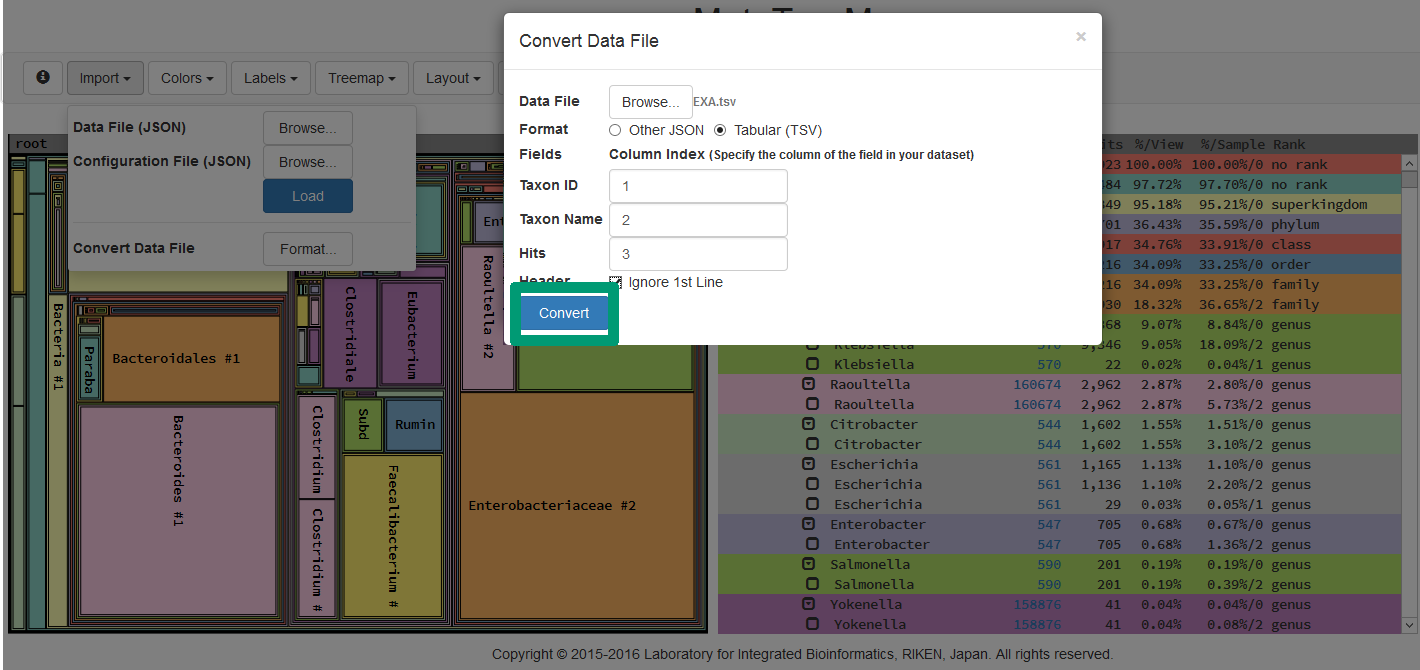 Convert Data File
×
Import
Colors
Labels
Treemap
Layout
Data File (JSON)
Browse...
Configuration File (JSON)
Browse...
Load
Convert Data File
Format...
Data File
Browse...
EXA.tsv
Format
Other JSON
Tabular (TSV)
Fields
Column Index (Specify the column of the field in your dataset)
Taxon ID
1
Taxon Name
2
Hits
3
Header
Ignore 1st Line
Convert
root
Bacteria #1
Paraba
Bacteroidales #1
Bacteroides #1
Clostridiale
Eubacterium
Clostridium
Clostridium #
Subd
Rumin
Faecalibacterium #
Ent
Raoultella #2
Enterobacteriaceae #2
%/View %/Sample Rank
100.00% 100.00%/0 no rank
97.72% 97.70%/0 no rank
95.18% 95.21%/0 superkingdom
36.43% 35.59%/0 phylum
34.76% 33.91%/0 class
34.09% 33.25%/0 order
34.09% 33.25%/0 family
18.32% 36.65%/2 family
9.07% 8.84%/0 genus
Klebsiella 570 9,346 9.05% 18.09%/2 genus
Klebsiella 570 22 0.02% 0.04%/1 genus
Raoultella 160674 2,962 2.87% 2.80%/0 genus
Raoultella 160674 2,962 2.87% 5.73%/2 genus
Citrobacter 544 1,602 1.55% 1.51%/0 genus
Citrobacter 544 1,602 1.55% 3.10%/2 genus
Escherichia 561 1,165 1.13% 1.10%/0 genus
Escherichia 561 1,136 1.10% 2.20%/2 genus
Escherichia 561 29 0.03% 0.05%/1 genus
Enterobacter 547 705 0.68% 0.67%/0 genus
Enterobacter 547 705 0.68% 1.36%/2 genus
Salmonella 590 201 0.19% 0.19%/0 genus
Salmonella 590 201 0.19% 0.39%/2 genus
Yokenella 158876 41 0.04% 0.04%/0 genus
Yokenella 158876 41 0.04% 0.08%/2 genus
Copyright © 2015-2016 Laboratory for Integrated Bioinformatics, RIKEN, Japan. All rights reserved.